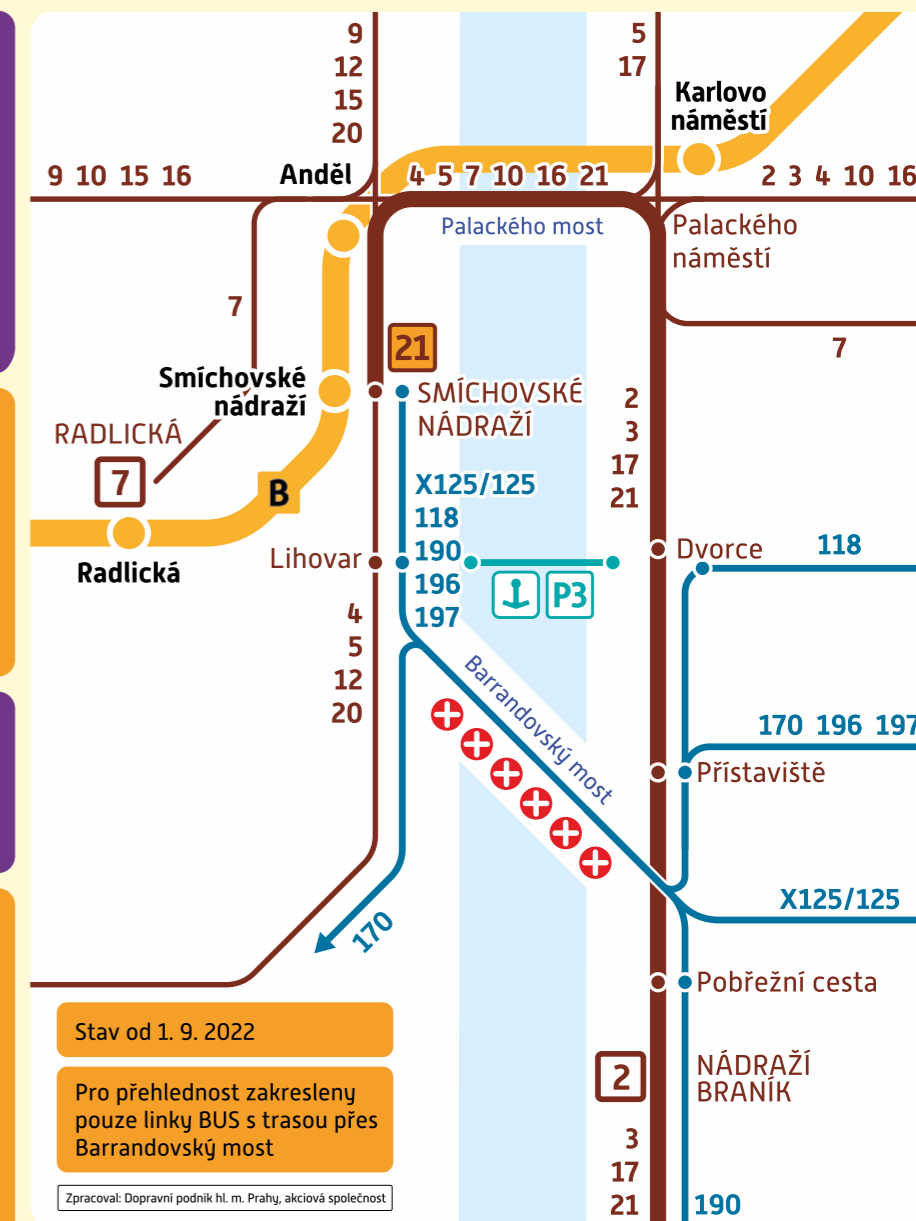 9
12
15
20
5
17
Karlovo
náměstí
9 10 15 16
Anděl
4 5 7 10 16 21
2 3 4 10 16
Palackého most
Palackého
náměstí
7
7
21
Smíchovské
nádraží
SMÍCHOVSKÉ
NÁDRAŽÍ
RADLICKÁ
7
B
Radlická
2
3
17
21
X125/125
118
190
196
197
Lihovar
P3
Dvorce
118
4
5
12
20
Barrandovský most
170 196 197
Přístaviště
X125/125
170
Pobřežní cesta
Stav od 1. 9. 2022
Pro přehlednost zakresleny
pouze linky BUS s trasou přes
Barrandovský most
Zpracoval: Dopravní podnik hl. m. Prahy, akciová společnost
2
NÁDRAŽÍ
BRANÍK
3
17
21
190